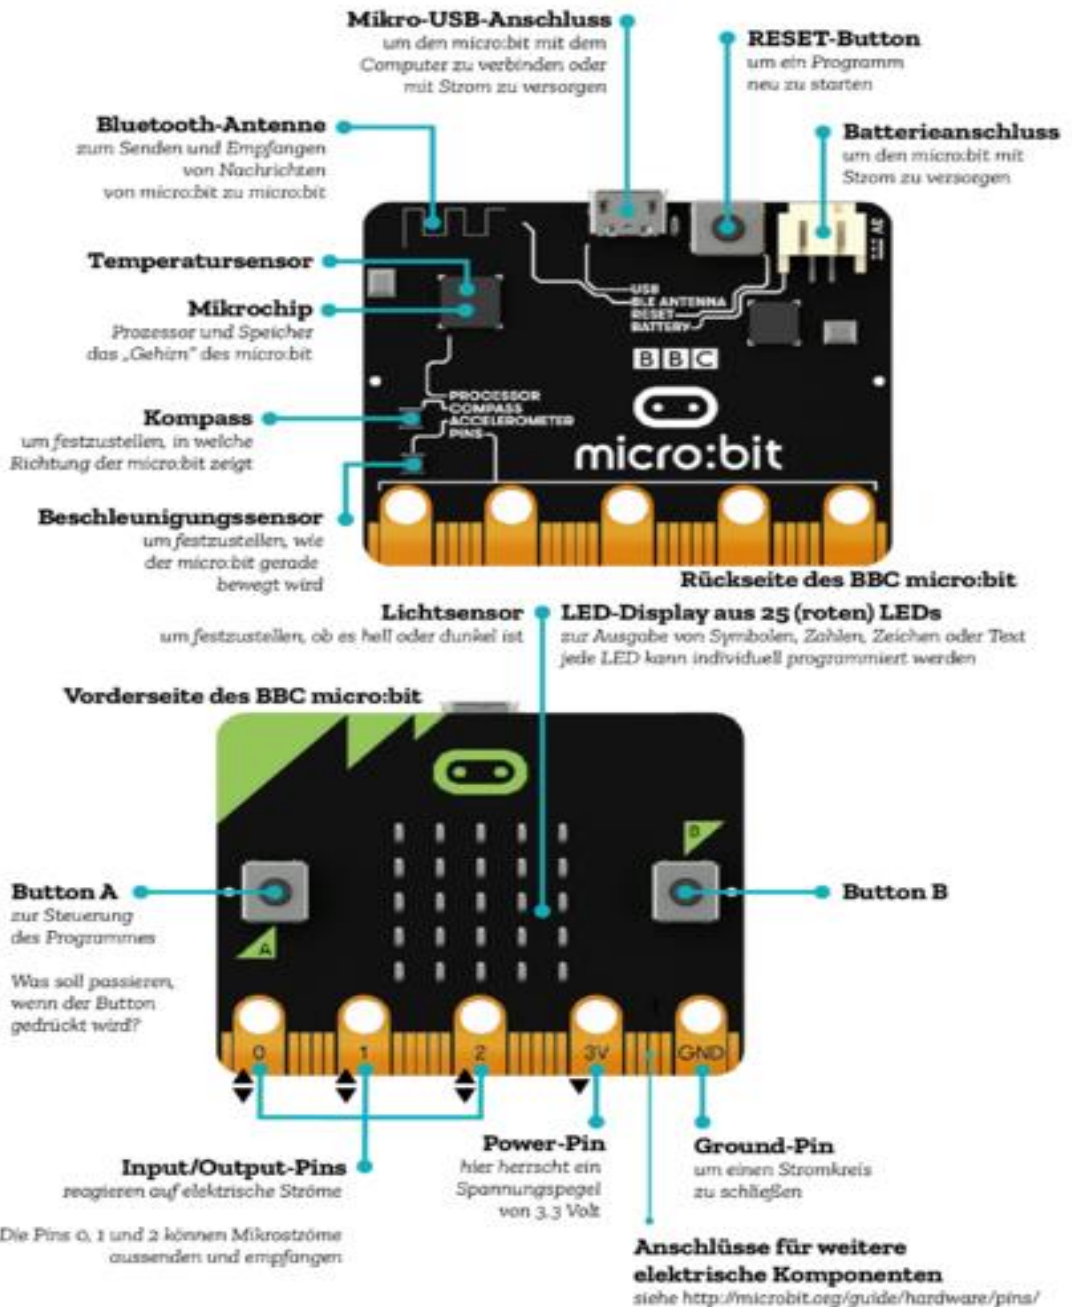 Mikro-USB-Anschluss
um den micro:bit mit dem
Computer zu verbinden oder
mit Strom zu versorgen
RESET-Button
um ein Programm
neu zu starten
Bluetooth-Antenne
zum Senden und Empfangen
von Nachrichten
von micro:bit zu micro:bit
Batterieanschluss
um den micro:bit mit
Strom zu versorgen
3V
Temperatursensor
Mikrochip
Prozessor und Speicher
das „Gehirn" des micro:bit
USB
BLE ANTENNA
RESET
BATTERY
BBC
PROCESSOR
COMPASS
ACCELEROMETER
PINS
micro:bit
Kompass
um festzustellen, in welche
Richtung der micro:bit zeigt
Beschleunigungssensor
um festzustellen, wie
der micro:bit gerade
bewegt wird
Rückseite des BBC micro:bit
Lichtsensor
um festzustellen, ob es hell oder dunkel ist
LED-Display aus 25 (roten) LEDs
zur Ausgabe von Symbolen, Zahlen, Zeichen oder Text
jede LED kann individuell programmiert werden
Vorderseite des BBC micro:bit
B
Button A
zur Steuerung
des Programmes
Was soll passieren,
wenn der Button
gedrückt wird?
A
Button B
0 1 2 3V GND
Input/Output-Pins
reagieren auf elektrische Ströme
Die Pins 0, 1 und 2 können Mikroströme
aussenden und empfangen
Power-Pin
hier herrscht ein
Spannungspegel
von 3.3 Volt
Ground-Pin
um einen Stromkreis
zu schließen
Anschlüsse für weitere
elektrische Komponenten
siehe http://microbit.org/guide/hardware/pins/